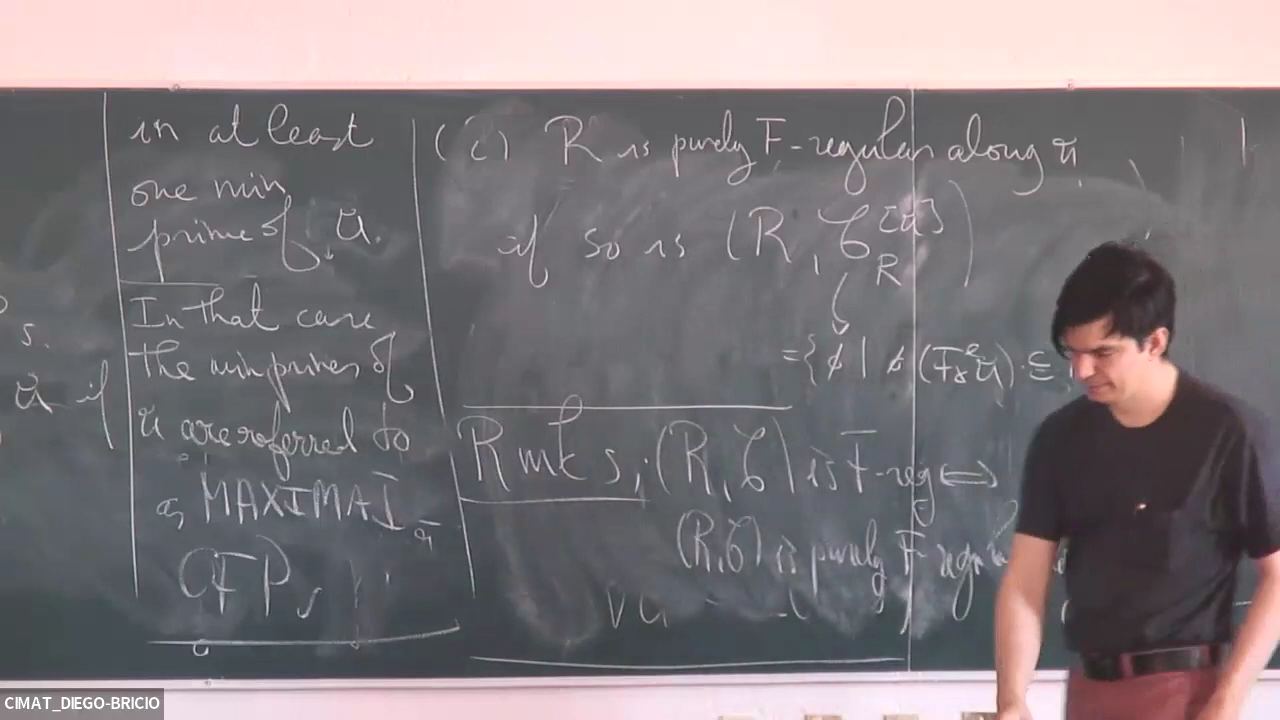 in at least
one min
prime of 𝔞.
In that case
the min primes of
𝔞 are referred to
as MAXIMAL
CFPs
s.
𝔞 if
(i) R is purely F-regular along 𝔞
if so is (R, 𝒞_R^{[𝔞]})
={ϕ | ϕ(F_*^e 𝔞)
Rmks, (R, 𝒞) is F-reg ⟺
(R, 𝒞) is purely F regular
∀𝔞
CIMAT_DIEGO-BRICIO